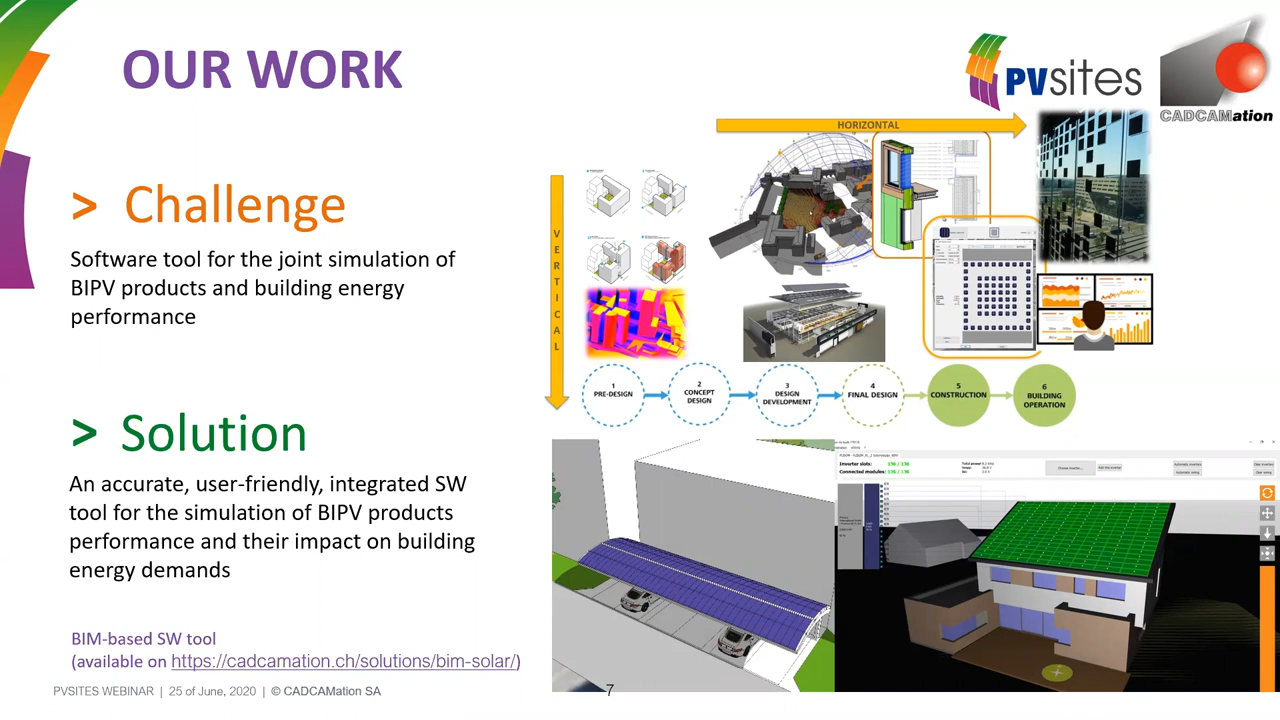 OUR WORK
PVsites
CADCAMation
HORIZONTAL
> Challenge
Software tool for the joint simulation of
BIPV products and building energy
performance
VERTICAL
1
PRE-DESIGN
2
CONCEPT
DESIGN
3
DESIGN
DEVELOPMENT
4
FINAL DESIGN
5
CONSTRUCTION
6
BUILDING
OPERATION
> Solution
An accurate, user-friendly, integrated SW
tool for the simulation of BIPV products
performance and their impact on building
energy demands
Inverter slots:
Connected modules:
BIM-based SW tool
(available on https://cadcamation.ch/solutions/bim-solar/)
PVSITES WEBINAR | 25 of June, 2020 | © CADCAMation SA
7